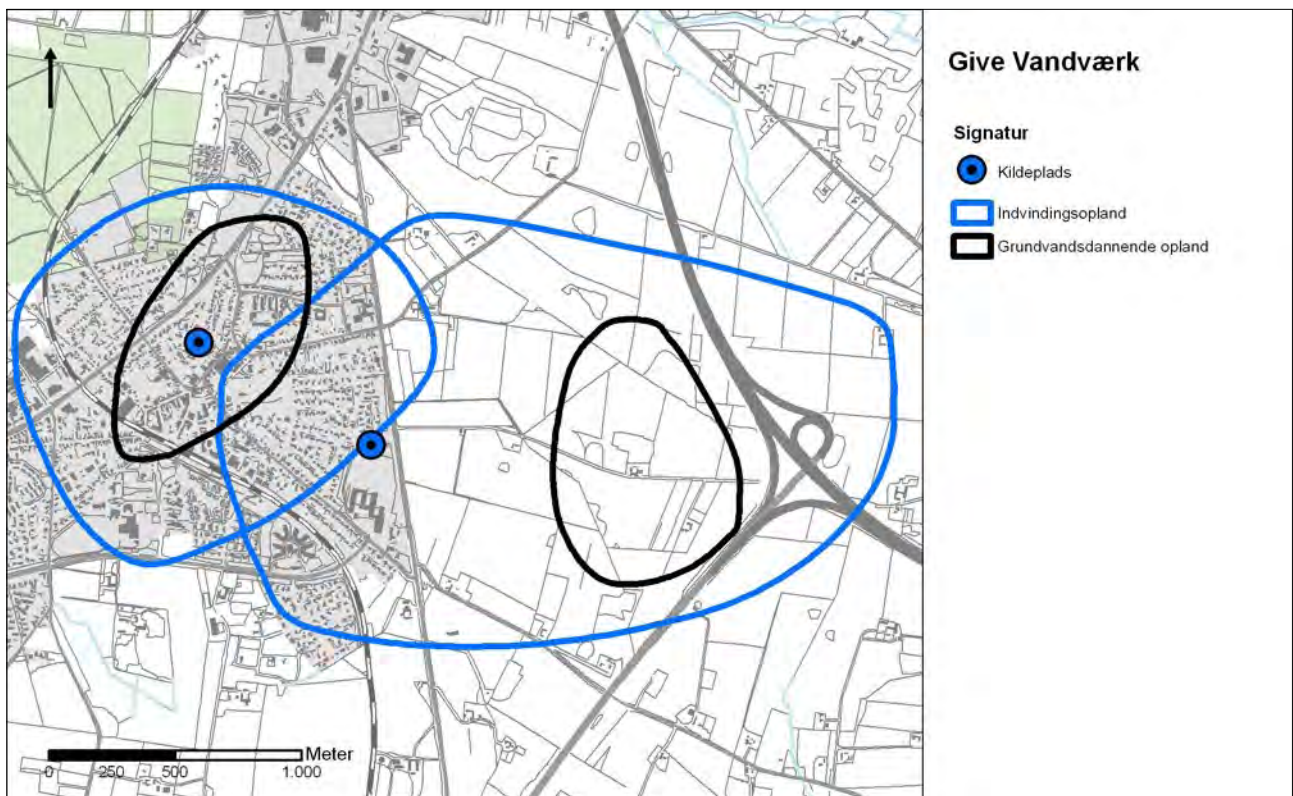 Give Vandværk
Signatur
Kildeplads
Indvindingsopland
Grundvandsdannende opland
Meter
0 250 500 1.000